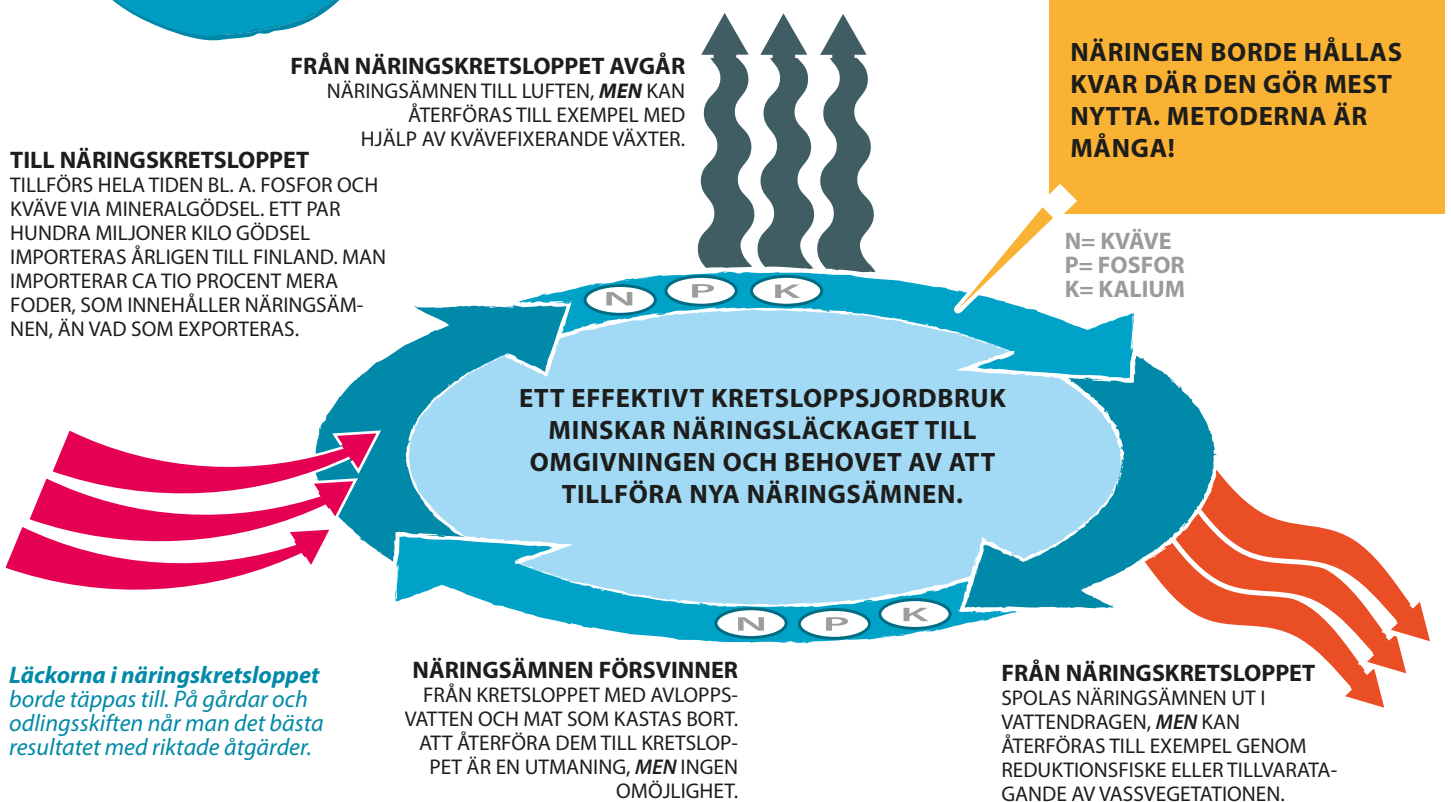 FRÅN NÄRINGSKRETSLOPPET AVGÅR
NÄRINGSÄMNEN TILL LUFTEN, MEN KAN
ÅTERFÖRAS TILL EXEMPEL MED
HJÄLP AV KVÄVEFIXERANDE VÄXTER.
NÄRINGEN BORDE HÅLLAS
KVAR DÄR DEN GÖR MEST
NYTTA. METODERNA ÄR
MÅNGA!
TILL NÄRINGSKRETSLOPPET
TILLFÖRS HELA TIDEN BL. A. FOSFOR OCH
KVÄVE VIA MINERALGÖDSEL. ETT PAR
HUNDRA MILJONER KILO GÖDSEL
IMPORTERAS ÅRLIGEN TILL FINLAND. MAN
IMPORTERAR CA TIO PROCENT MERA
FODER, SOM INNEHÅLLER NÄRINGSÄM-
NEN, ÄN VAD SOM EXPORTERAS.
N= KVÄVE
P= FOSFOR
K= KALIUM
N P K
ETT EFFEKTIVT KRETSLOPPSJORDBRUK
MINSKAR NÄRINGSLÄCKAGET TILL
OMGIVNINGEN OCH BEHOVET AV ATT
TILLFÖRA NYA NÄRINGSÄMNEN.
N P K
Läckorna i näringskretsloppet
borde täppas till. På gårdar och
odlingsskiften når man det bästa
resultatet med riktade åtgärder.
NÄRINGSÄMNEN FÖRSVINNER
FRÅN KRETSLOPPET MED AVLOPPS-
VATTEN OCH MAT SOM KASTAS BORT.
ATT ÅTERFÖRA DEM TILL KRETSLOP-
PET ÄR EN UTMANING, MEN INGEN
OMÖJLIGHET.
FRÅN NÄRINGSKRETSLOPPET
SPOLAS NÄRINGSÄMNEN UT I
VATTENDRAGEN, MEN KAN
ÅTERFÖRAS TILL EXEMPEL GENOM
REDUKTIONSFISKE ELLER TILLVARATA-
GANDE AV VASSVEGETATIONEN.